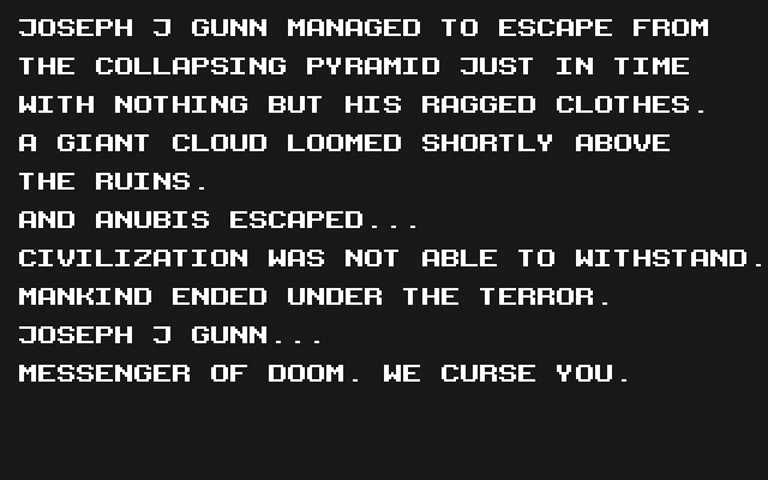 JOSEPH J GUNN MANAGED TO ESCAPE FROM
THE COLLAPSING PYRAMID JUST IN TIME
WITH NOTHING BUT HIS RAGGED CLOTHES.
A GIANT CLOUD LOOMED SHORTLY ABOVE
THE RUINS.
AND ANUBIS ESCAPED...
CIVILIZATION WAS NOT ABLE TO WITHSTAND.
MANKIND ENDED UNDER THE TERROR.
JOSEPH J GUNN...
MESSENGER OF DOOM. WE CURSE YOU.